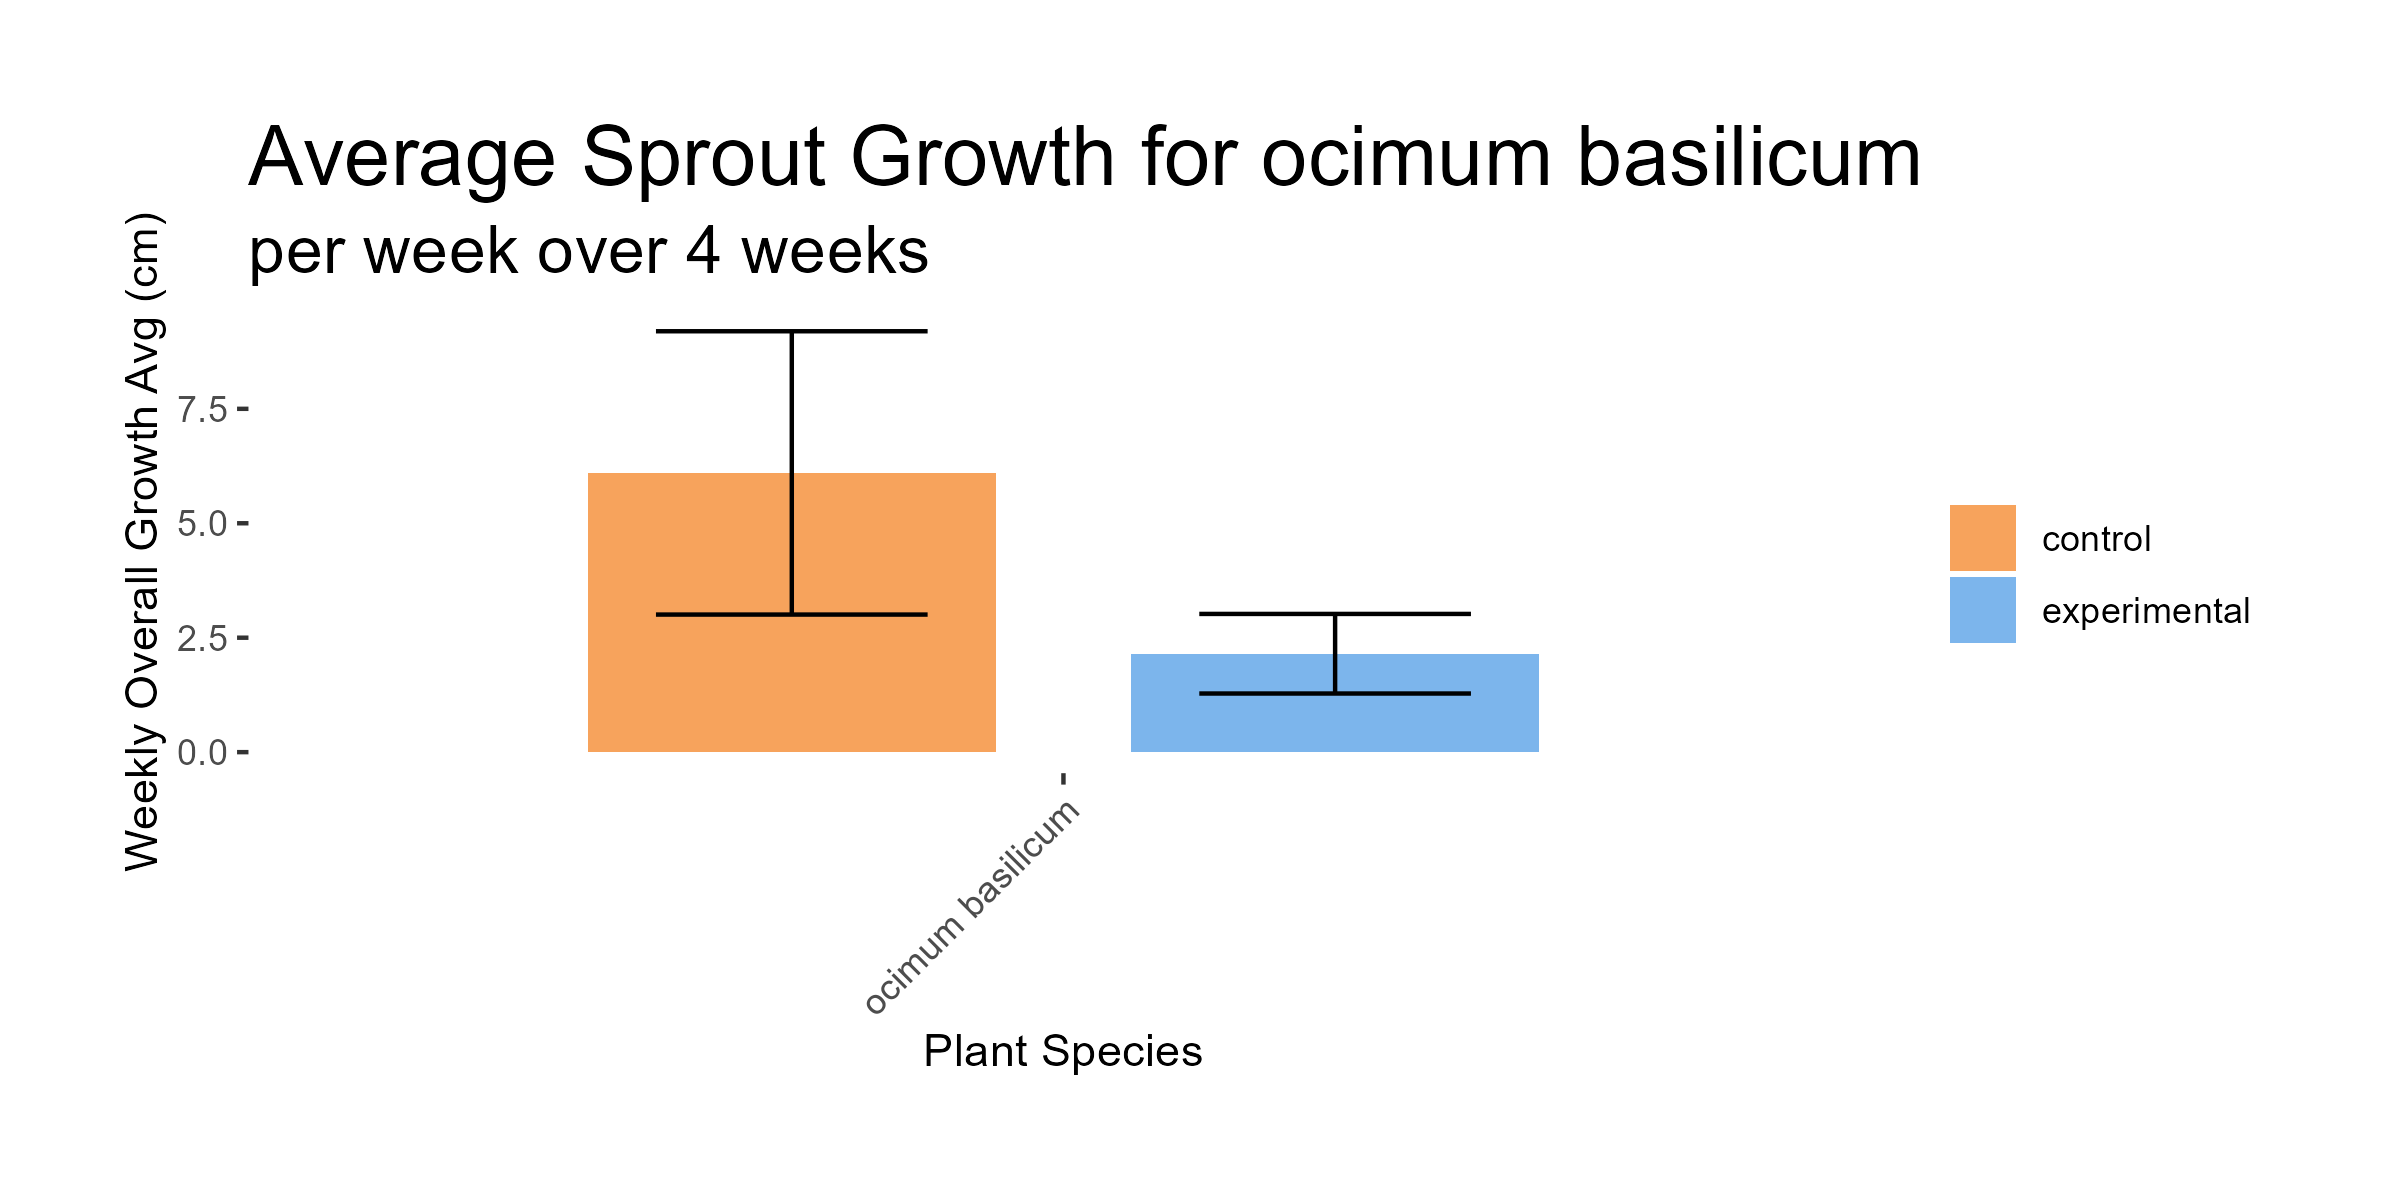 Average Sprout Growth for ocimum basilicum
per week over 4 weeks
Weekly Overall Growth Avg (cm)
7.5
5.0
2.5
0.0
control
experimental
ocimum basilicum
Plant Species